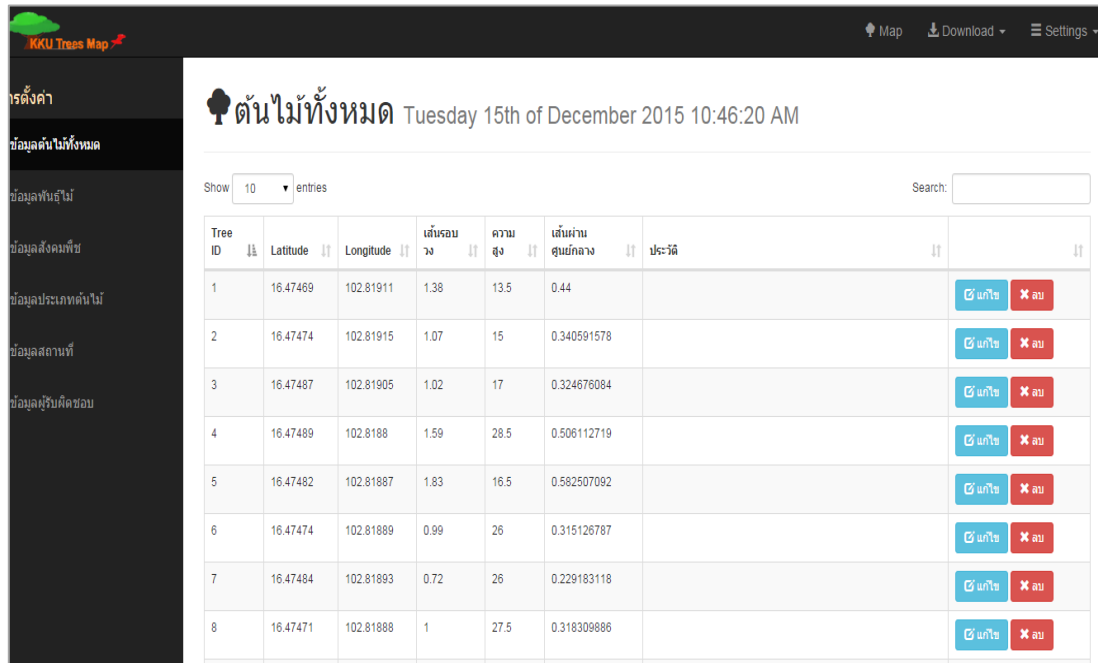 KKU Trees Map
Map Download Settings
ารตั้งค่า
ข้อมูลต้นไม้ทั้งหมด
ข้อมูลพันธุ์ไม้
ข้อมูลสังคมพืช
ข้อมูลประเภทต้นไม้
ข้อมูลสถานที่
ข้อมูลผู้รับผิดชอบ
ต้นไม้ทั้งหมด Tuesday 15th of December 2015 10:46:20 AM
Show 10 entries Search:
Tree ID Latitude Longitude เส้นรอบวง ความสูง เส้นผ่านศูนย์กลาง ประวัติ
1 16.47469 102.81911 1.38 13.5 0.44 แก้ไข ลบ
2 16.47474 102.81915 1.07 15 0.340591578 แก้ไข ลบ
3 16.47487 102.81905 1.02 17 0.324676084 แก้ไข ลบ
4 16.47489 102.8188 1.59 28.5 0.506112719 แก้ไข ลบ
5 16.47482 102.81887 1.83 16.5 0.582507092 แก้ไข ลบ
6 16.47474 102.81889 0.99 26 0.315126787 แก้ไข ลบ
7 16.47484 102.81893 0.72 26 0.229183118 แก้ไข ลบ
8 16.47471 102.81888 1 27.5 0.318309886 แก้ไข ลบ